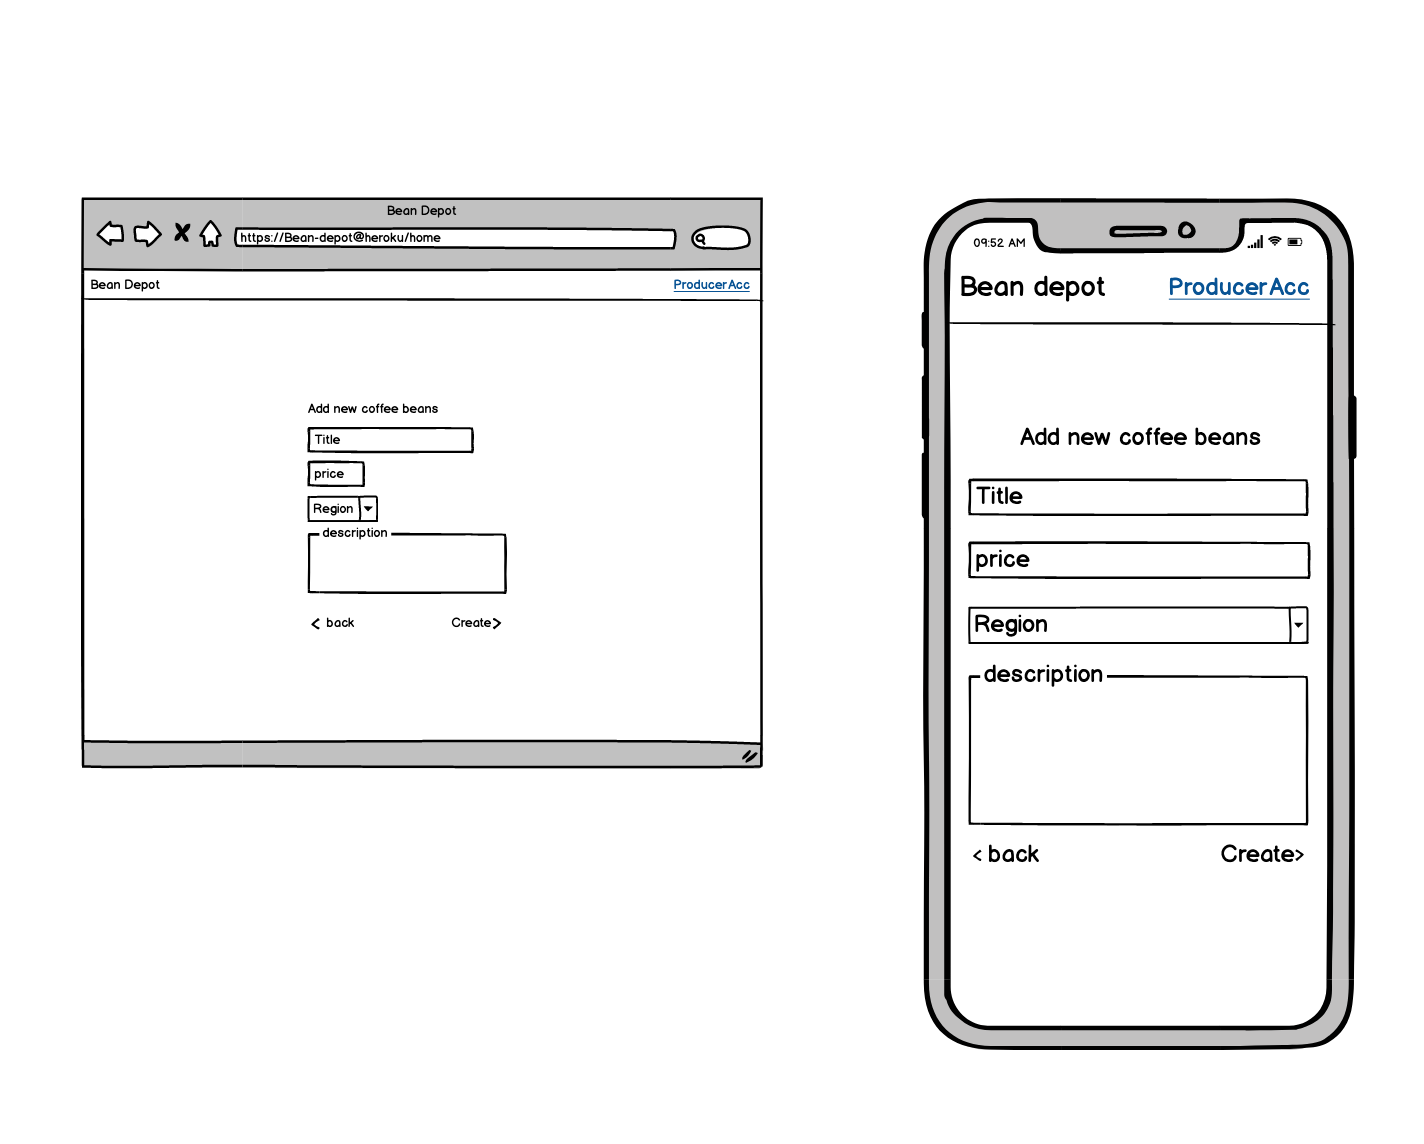 Bean Depot
https://Bean-depot@heroku/home
Bean Depot
ProducerAcc
Add new coffee beans
Title
price
Region
description
back
Create
09:52 AM
Bean depot
ProducerAcc
Add new coffee beans
Title
price
Region
description
< back
Create>